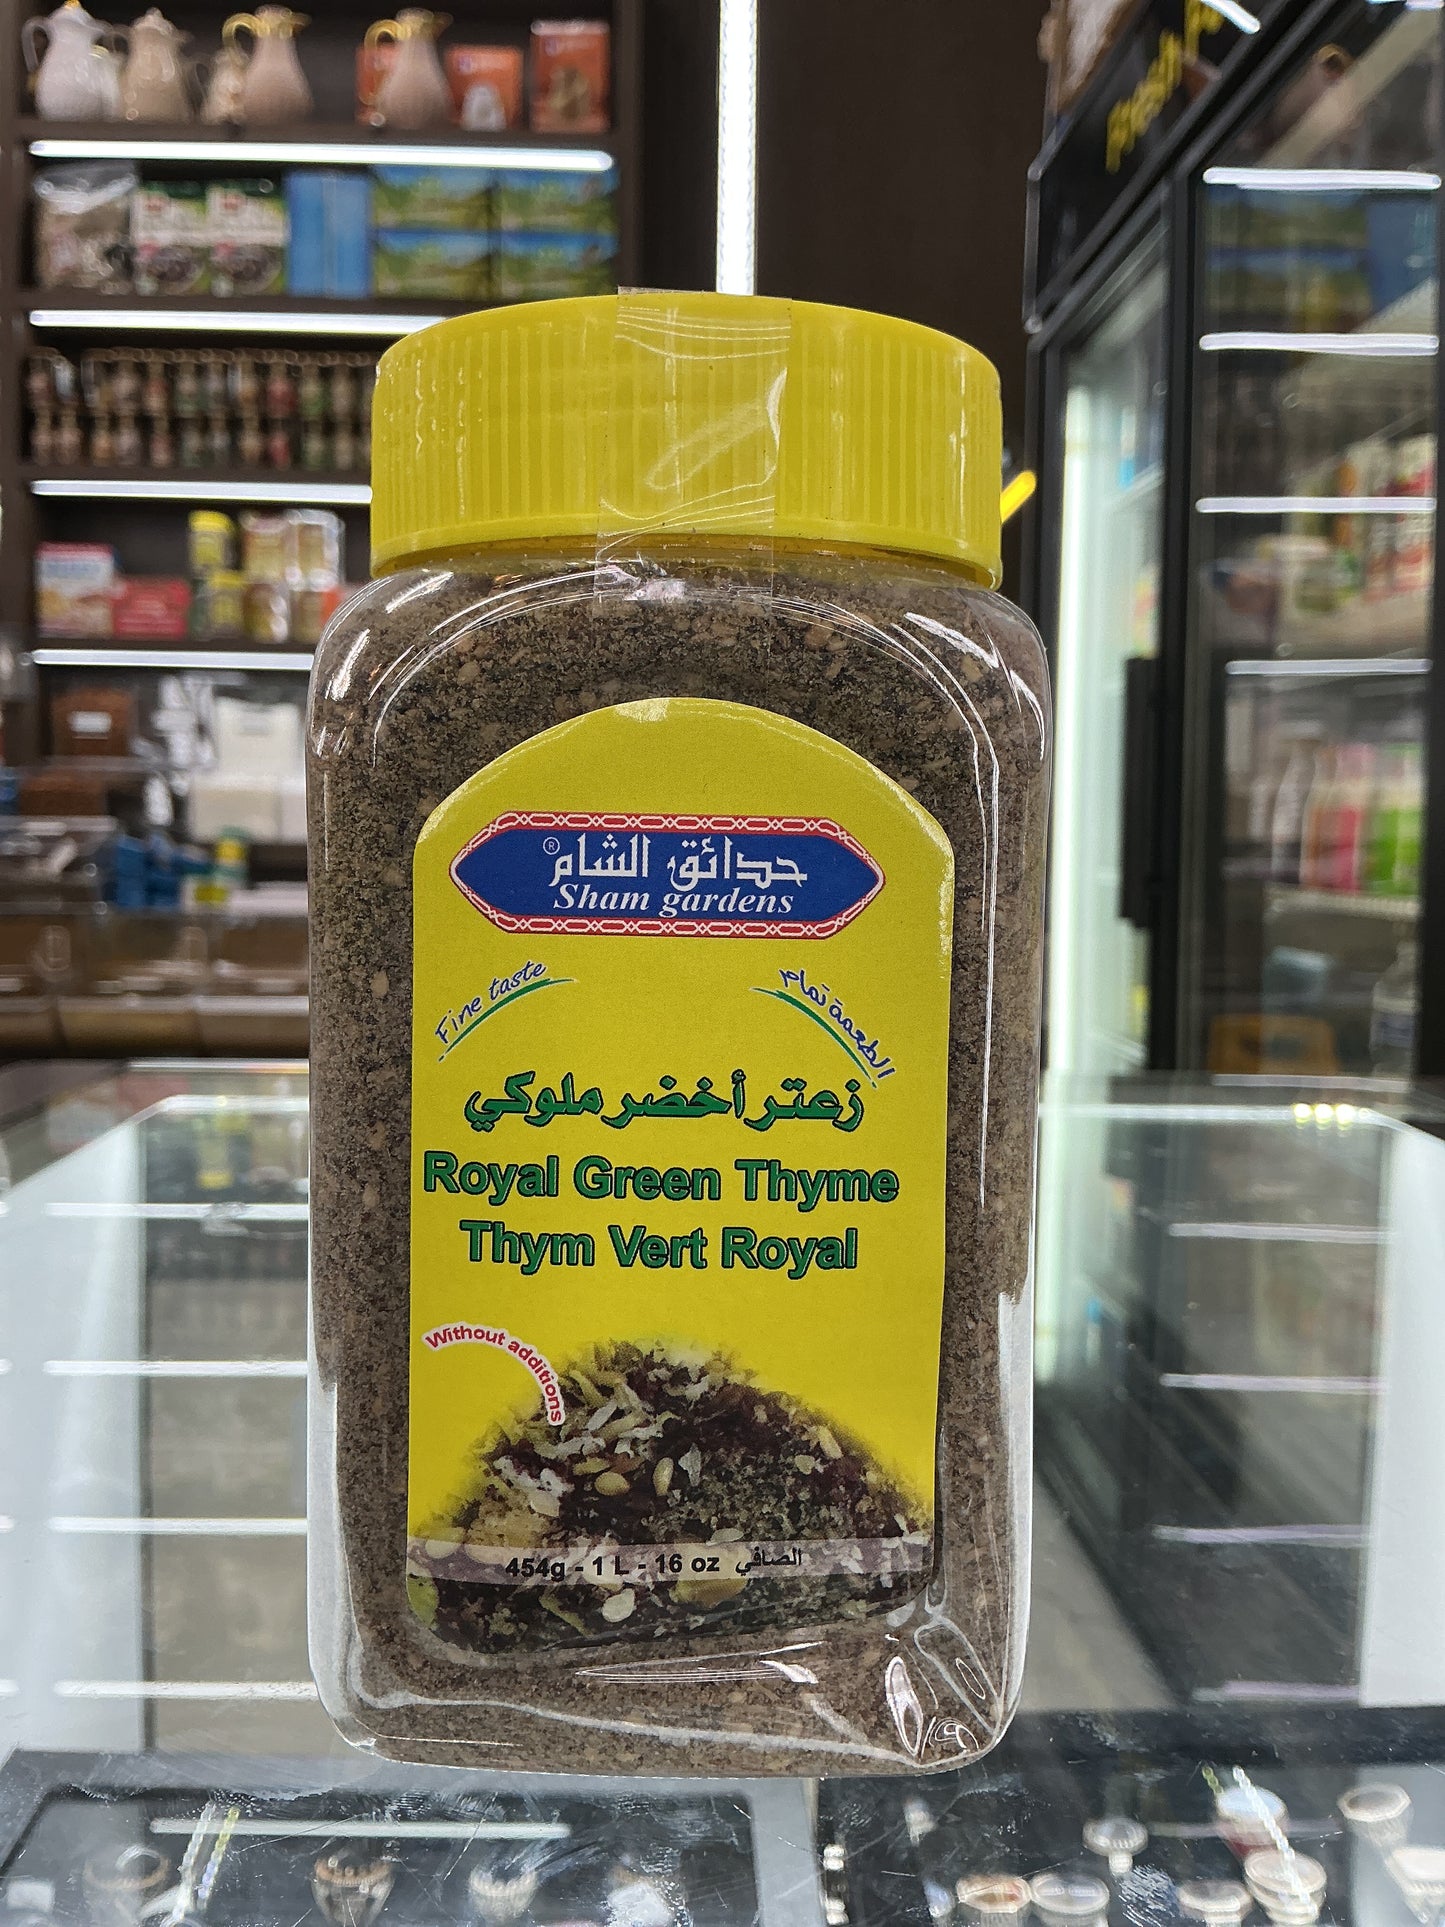 Fresh
حدائق الشام ®
Sham gardens
Fine taste
الطعمة تمام
زعتر أخضر ملوكي
Royal Green Thyme
Thym Vert Royal
Without additions
454g - 1 L - 16 oz الصافي